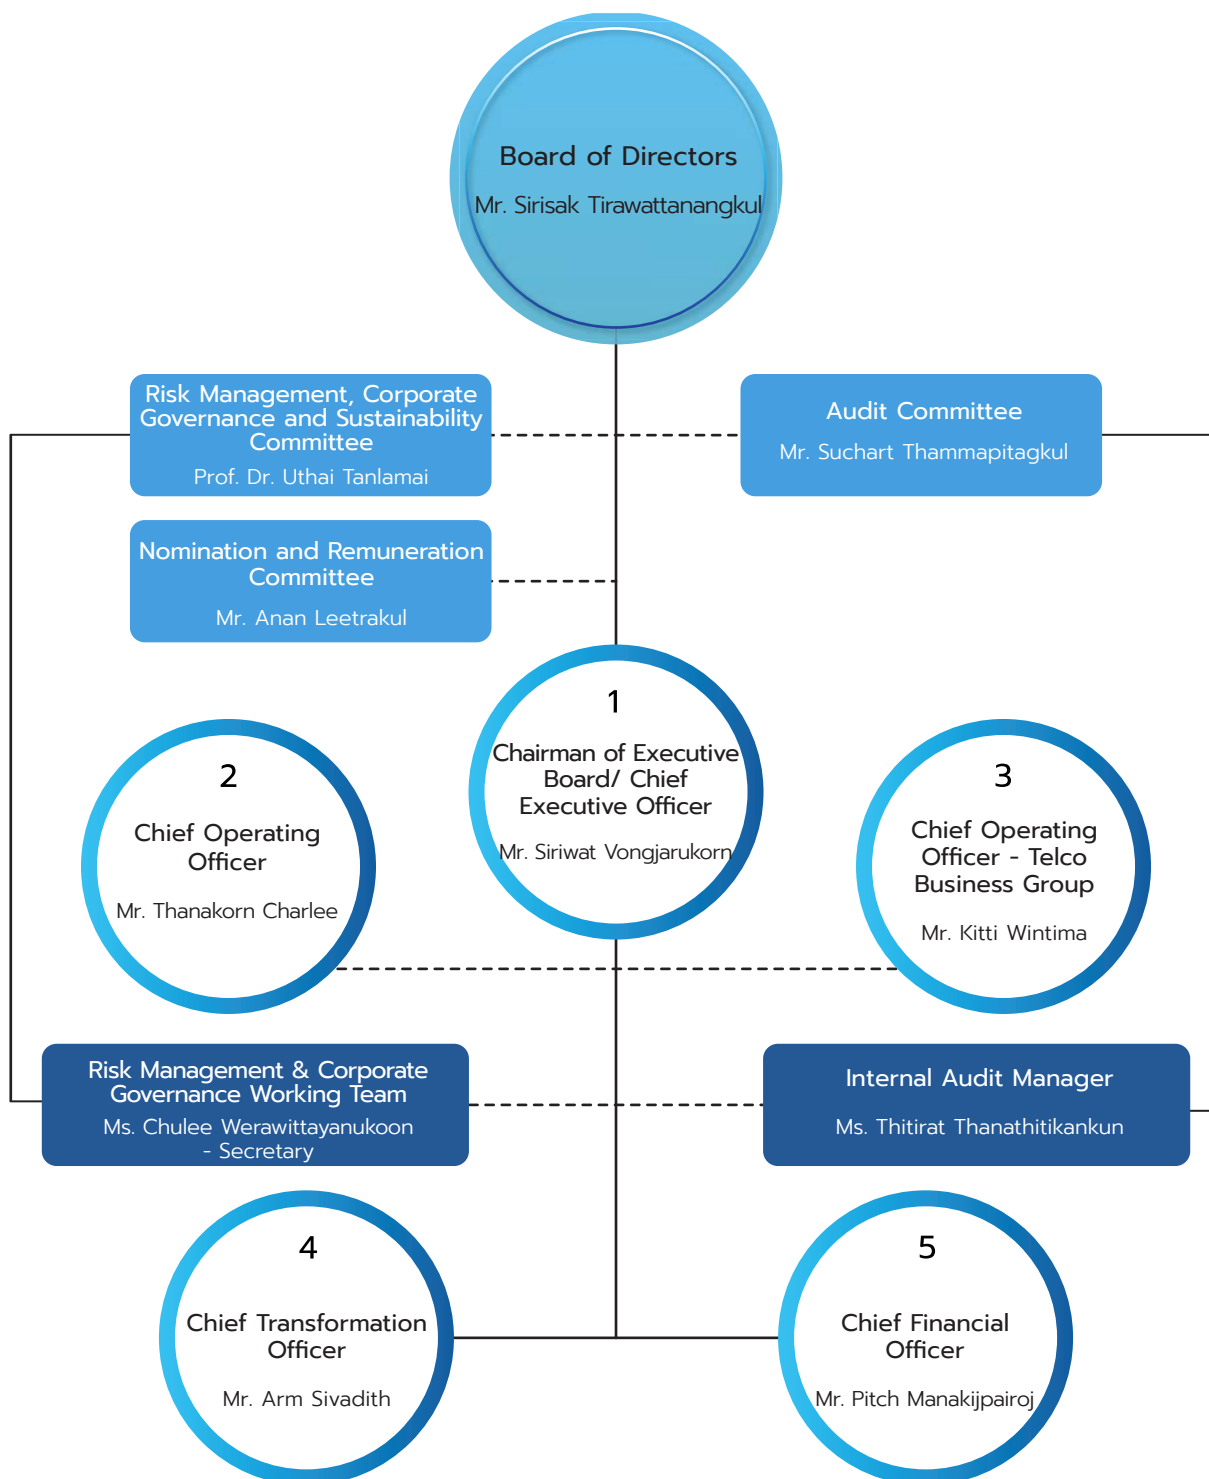 Board of Directors
Mr. Sirisak Tirawattanangkul
Risk Management, Corporate
Governance and Sustainability
Committee
Prof. Dr. Uthai Tanlamai
Audit Committee
Mr. Suchart Thammapitagkul
Nomination and Remuneration
Committee
Mr. Anan Leetrakul
1
Chairman of Executive
Board/ Chief
Executive Officer
Mr. Siriwat Vongjarukorn
2
Chief Operating
Officer
Mr. Thanakorn Charlee
3
Chief Operating
Officer - Telco
Business Group
Mr. Kitti Wintima
Risk Management & Corporate
Governance Working Team
Ms. Chulee Werawittayanukoon
- Secretary
Internal Audit Manager
Ms. Thitirat Thanathitikankun
4
Chief Transformation
Officer
Mr. Arm Sivadith
5
Chief Financial
Officer
Mr. Pitch Manakijpairoj